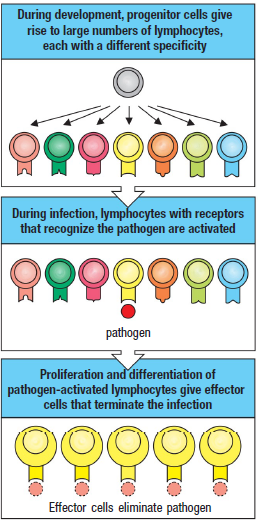 During development, progenitor cells give
rise to large numbers of lymphocytes,
each with a different specificity
During infection, lymphocytes with receptors
that recognize the pathogen are activated
pathogen
Proliferation and differentiation of
pathogen-activated lymphocytes give effector
cells that terminate the infection
Effector cells eliminate pathogen